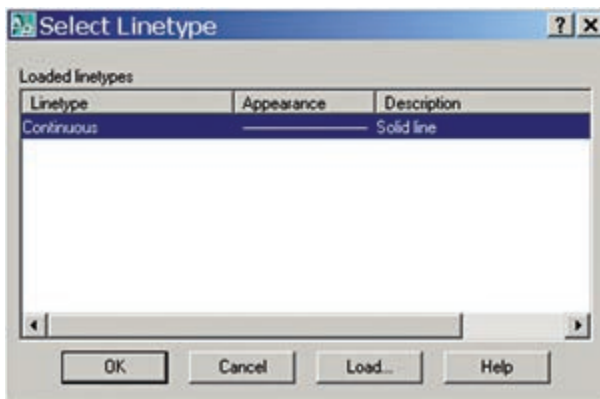 Select Linetype
Loaded linetypes
Linetype Appearance Description
Continuous Solid line
OK Cancel Load... Help